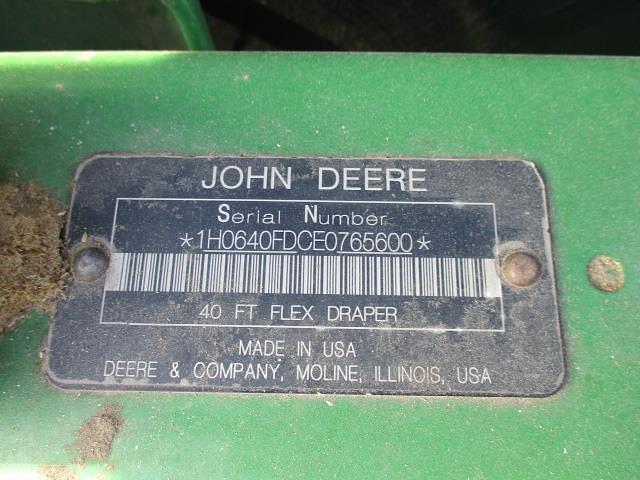 JOHN DEERE
Serial Number
*1H0640FDCE0765600*
40 FT FLEX DRAPER
MADE IN USA
DEERE & COMPANY, MOLINE, ILLINOIS, USA